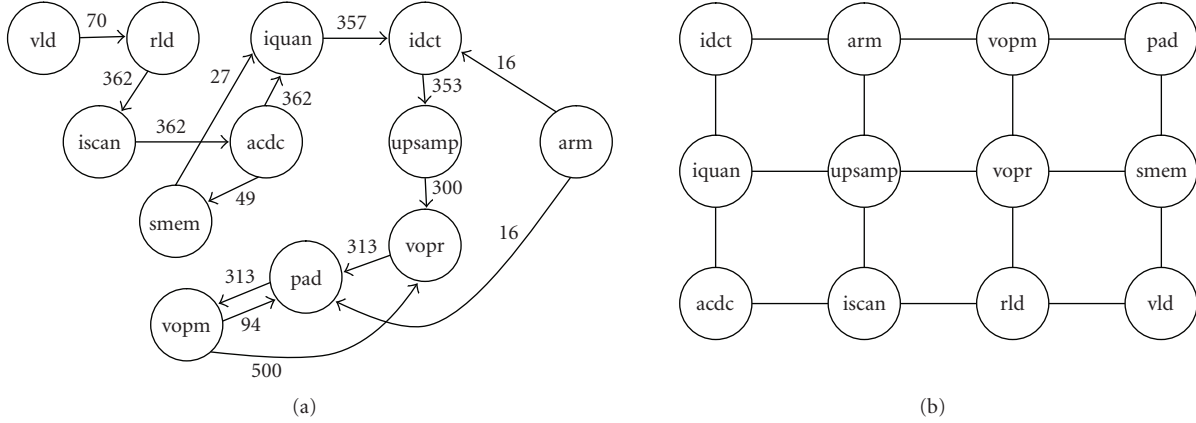 vld
70
rld
iquan
357
idct
362
27
362
353
16
iscan
362
acdc
upsamp
arm
49
300
smem
16
vopr
313
pad
313
vopm
94
500
(a)
idct
arm
vopm
pad
iquan
upsamp
vopr
smem
acdc
iscan
rld
vld
(b)